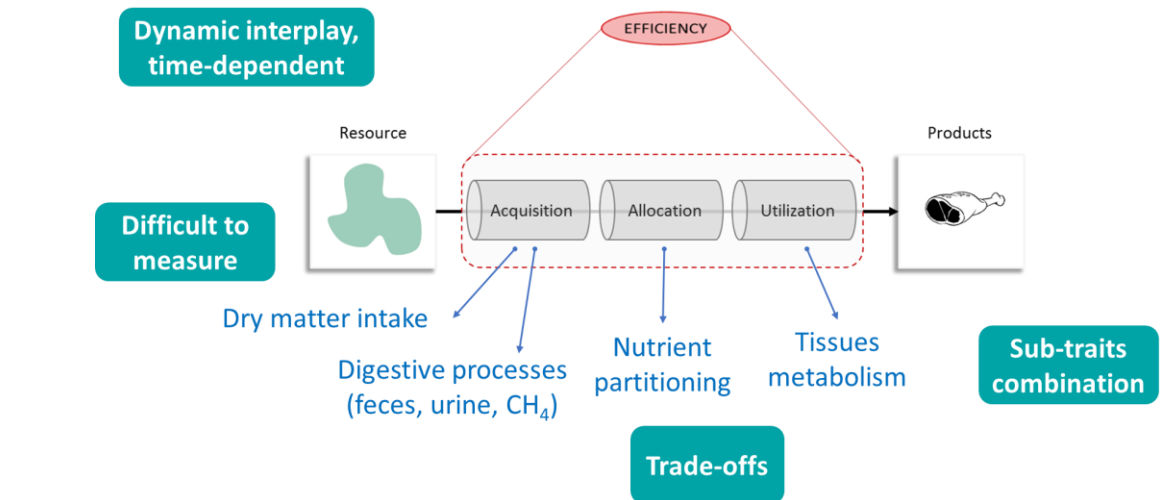 Dynamic interplay,
time-dependent
EFFICIENCY
Resource
Products
Acquisition
Allocation
Utilization
Difficult to
measure
Dry matter intake
Digestive processes
(feces, urine, CH₄)
Nutrient
partitioning
Tissues
metabolism
Sub-traits
combination
Trade-offs